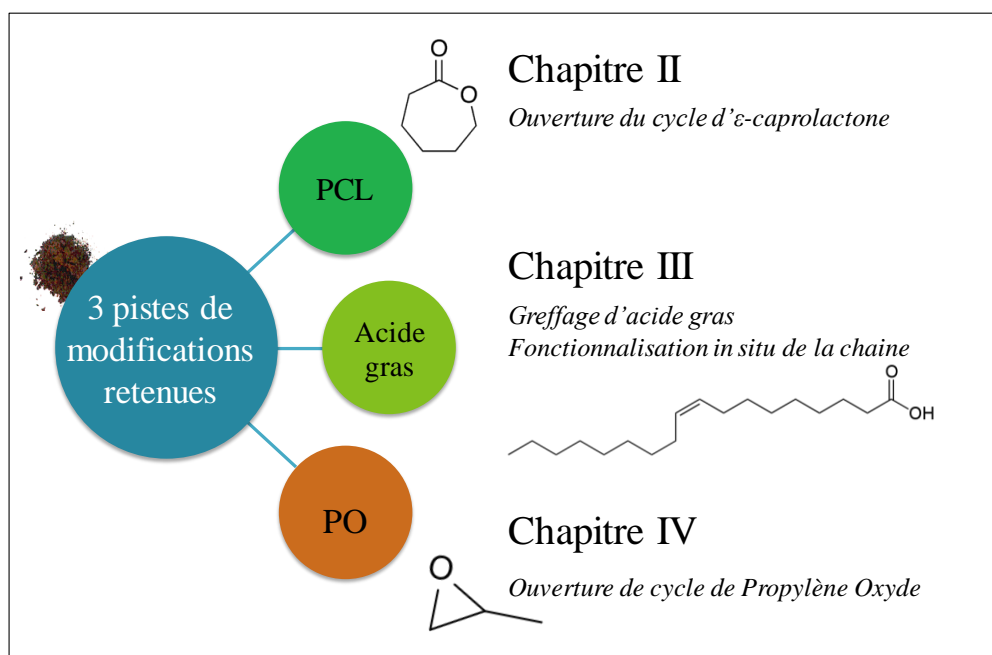 O
O
Chapitre II
Ouverture du cycle d'ε-caprolactone
PCL
3 pistes de
modifications
retenues
Acide
gras
Chapitre III
Greffage d'acide gras
Fonctionnalisation in situ de la chaine
O
OH
PO
Chapitre IV
Ouverture de cycle de Propylène Oxyde
O